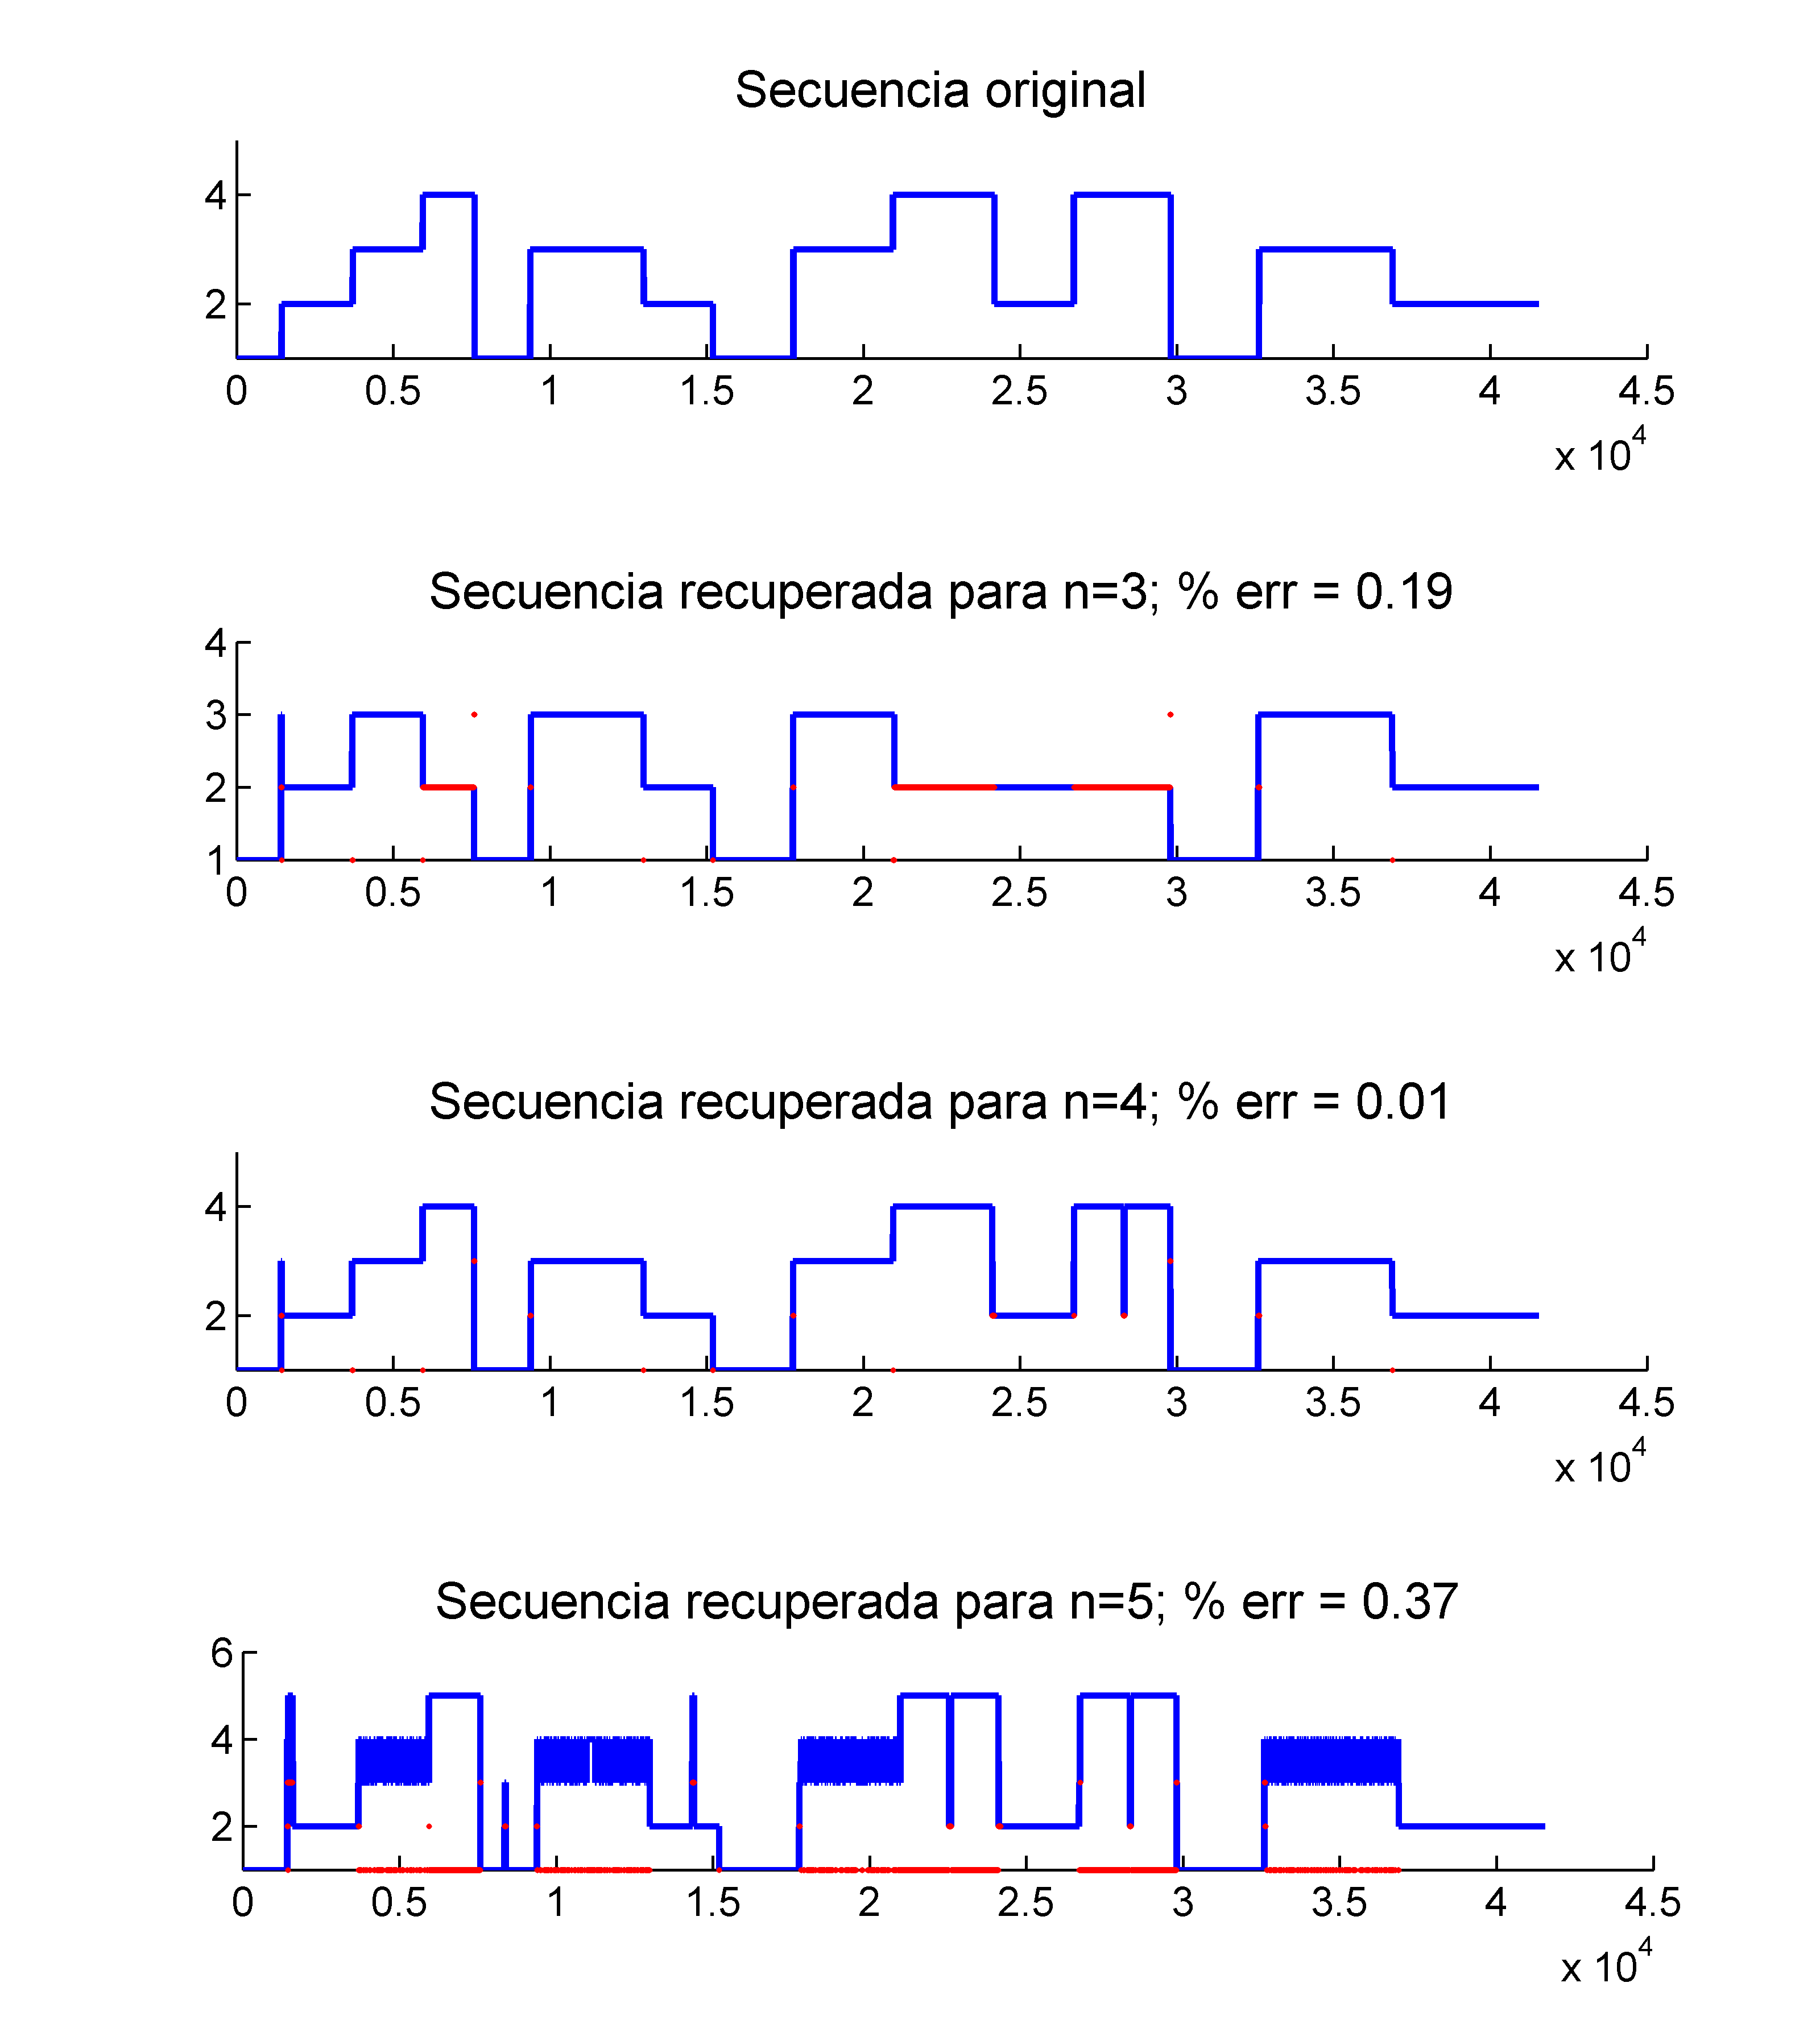 Secuencia original
4
2
0 0.5 1 1.5 2 2.5 3 3.5 4 4.5
x 10^4
Secuencia recuperada para n=3; % err = 0.19
4
3
2
1
0 0.5 1 1.5 2 2.5 3 3.5 4 4.5
x 10^4
Secuencia recuperada para n=4; % err = 0.01
4
2
0 0.5 1 1.5 2 2.5 3 3.5 4 4.5
x 10^4
Secuencia recuperada para n=5; % err = 0.37
6
4
2
0 0.5 1 1.5 2 2.5 3 3.5 4 4.5
x 10^4